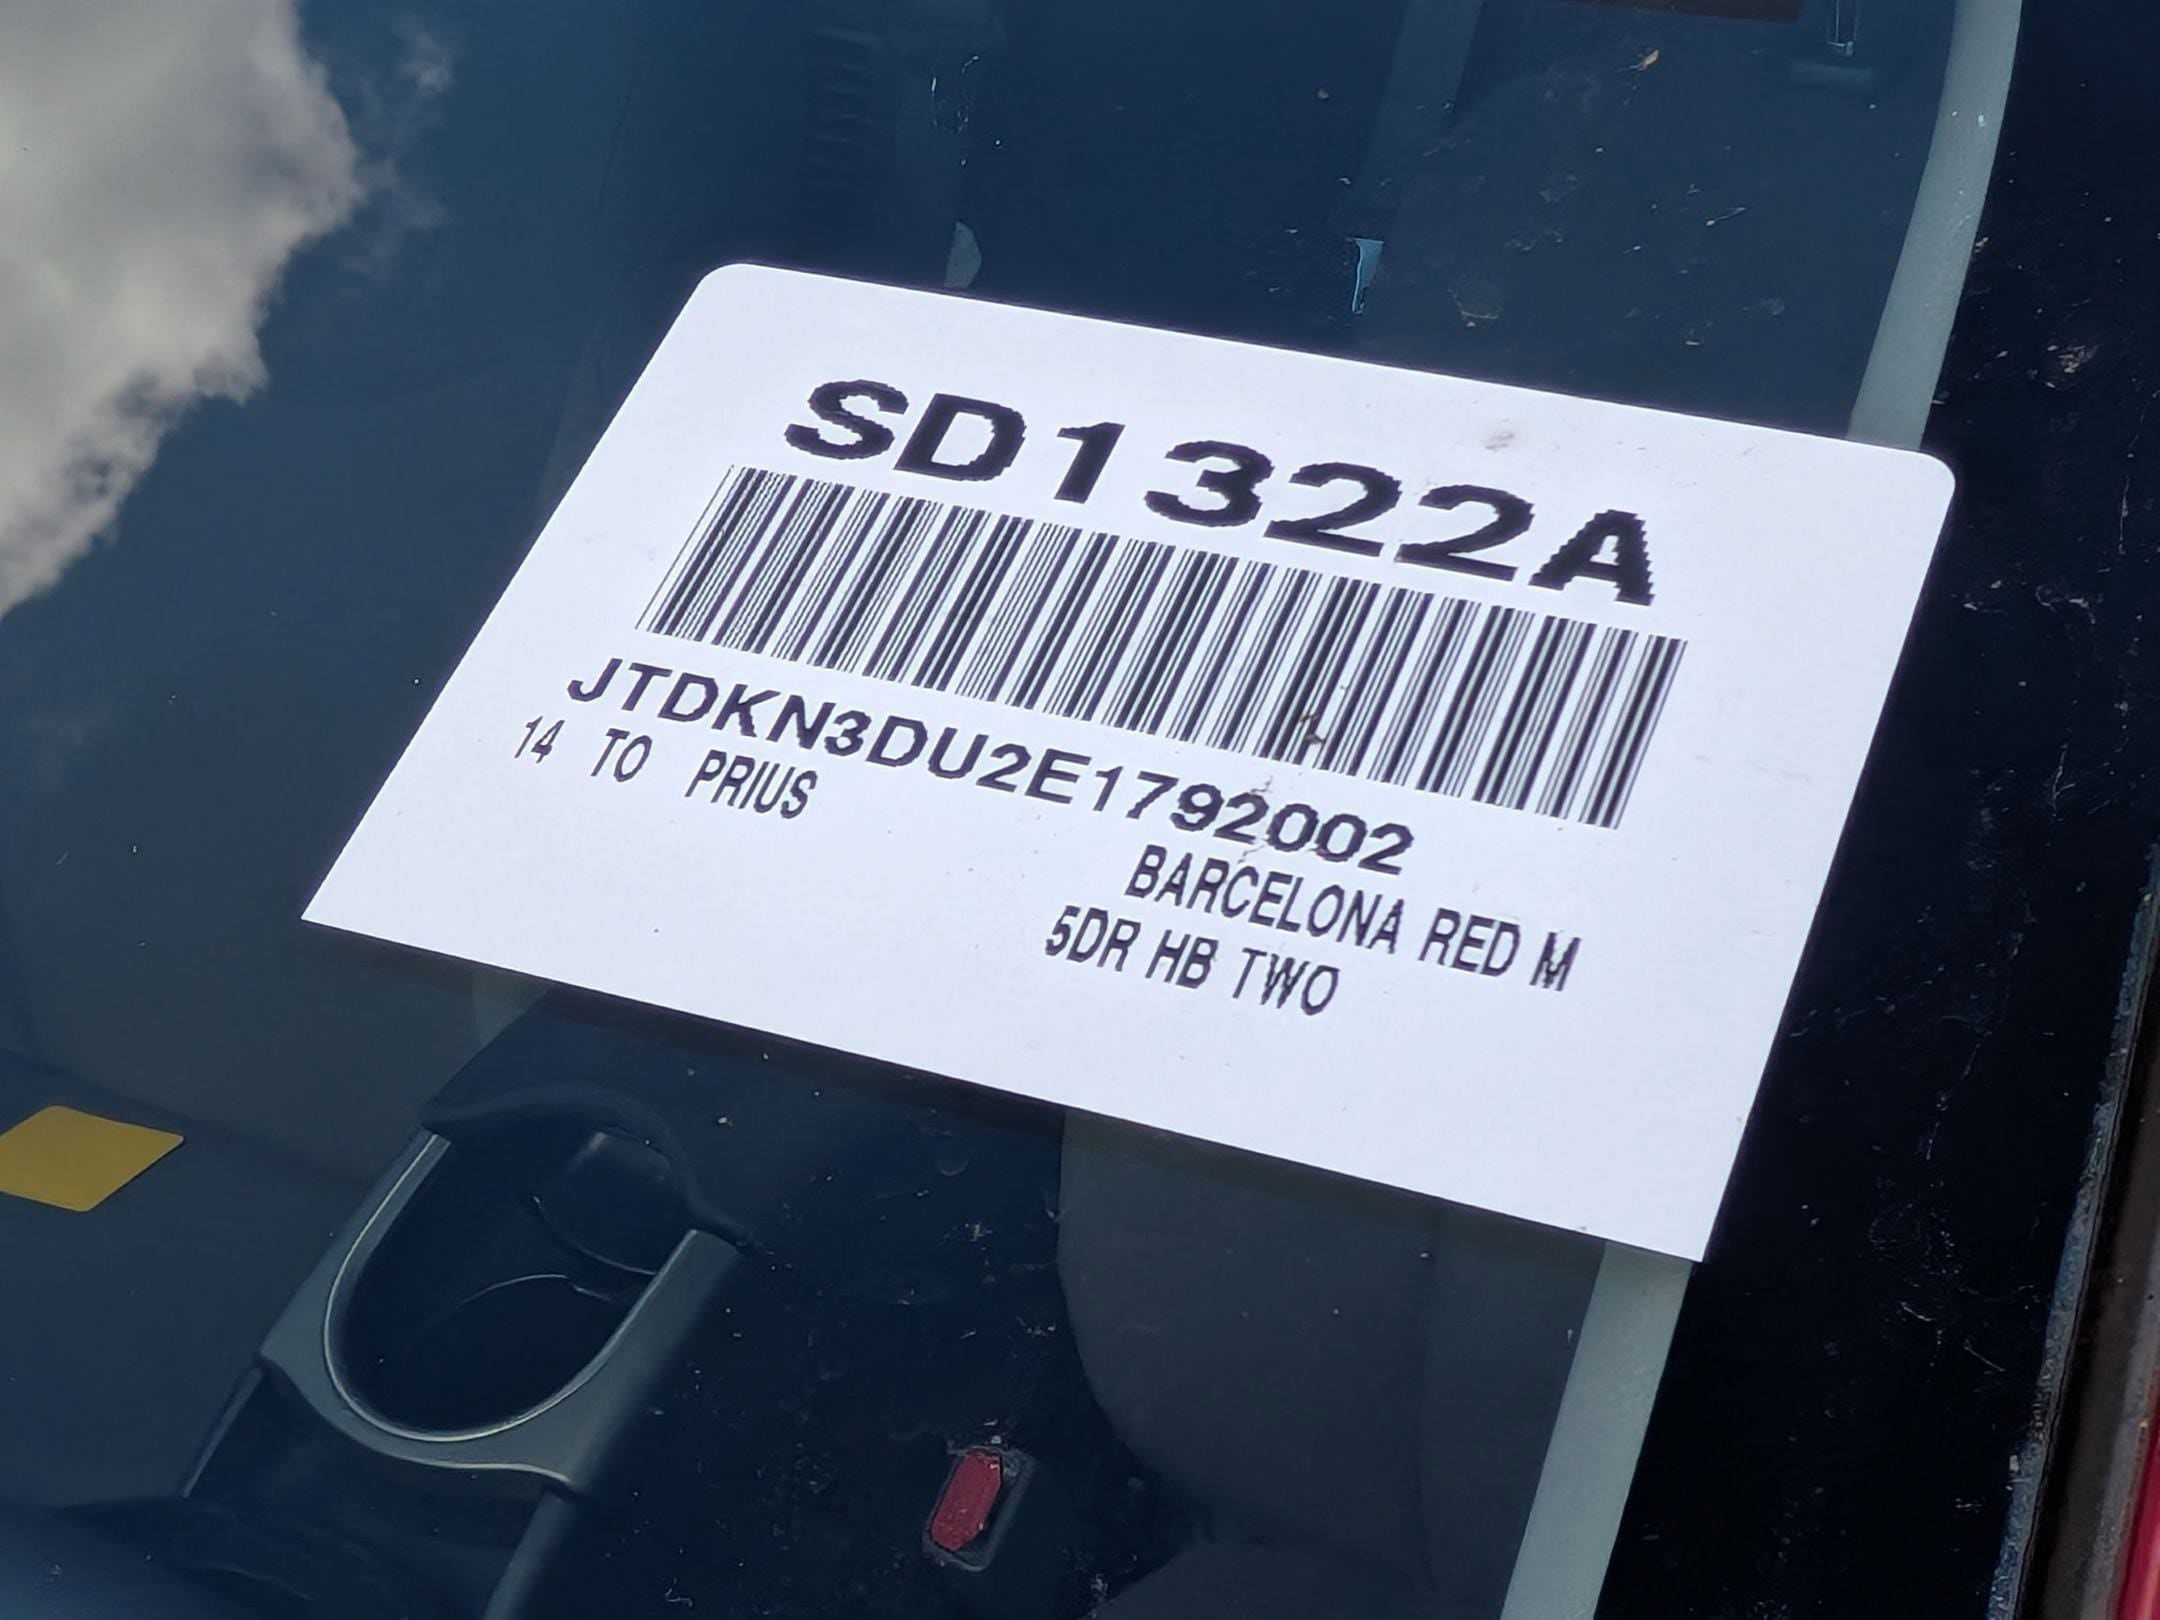 SD1322A
JTDKN3DU2E1792002
14 TO PRIUS
BARCELONA RED M
5DR HB TWO